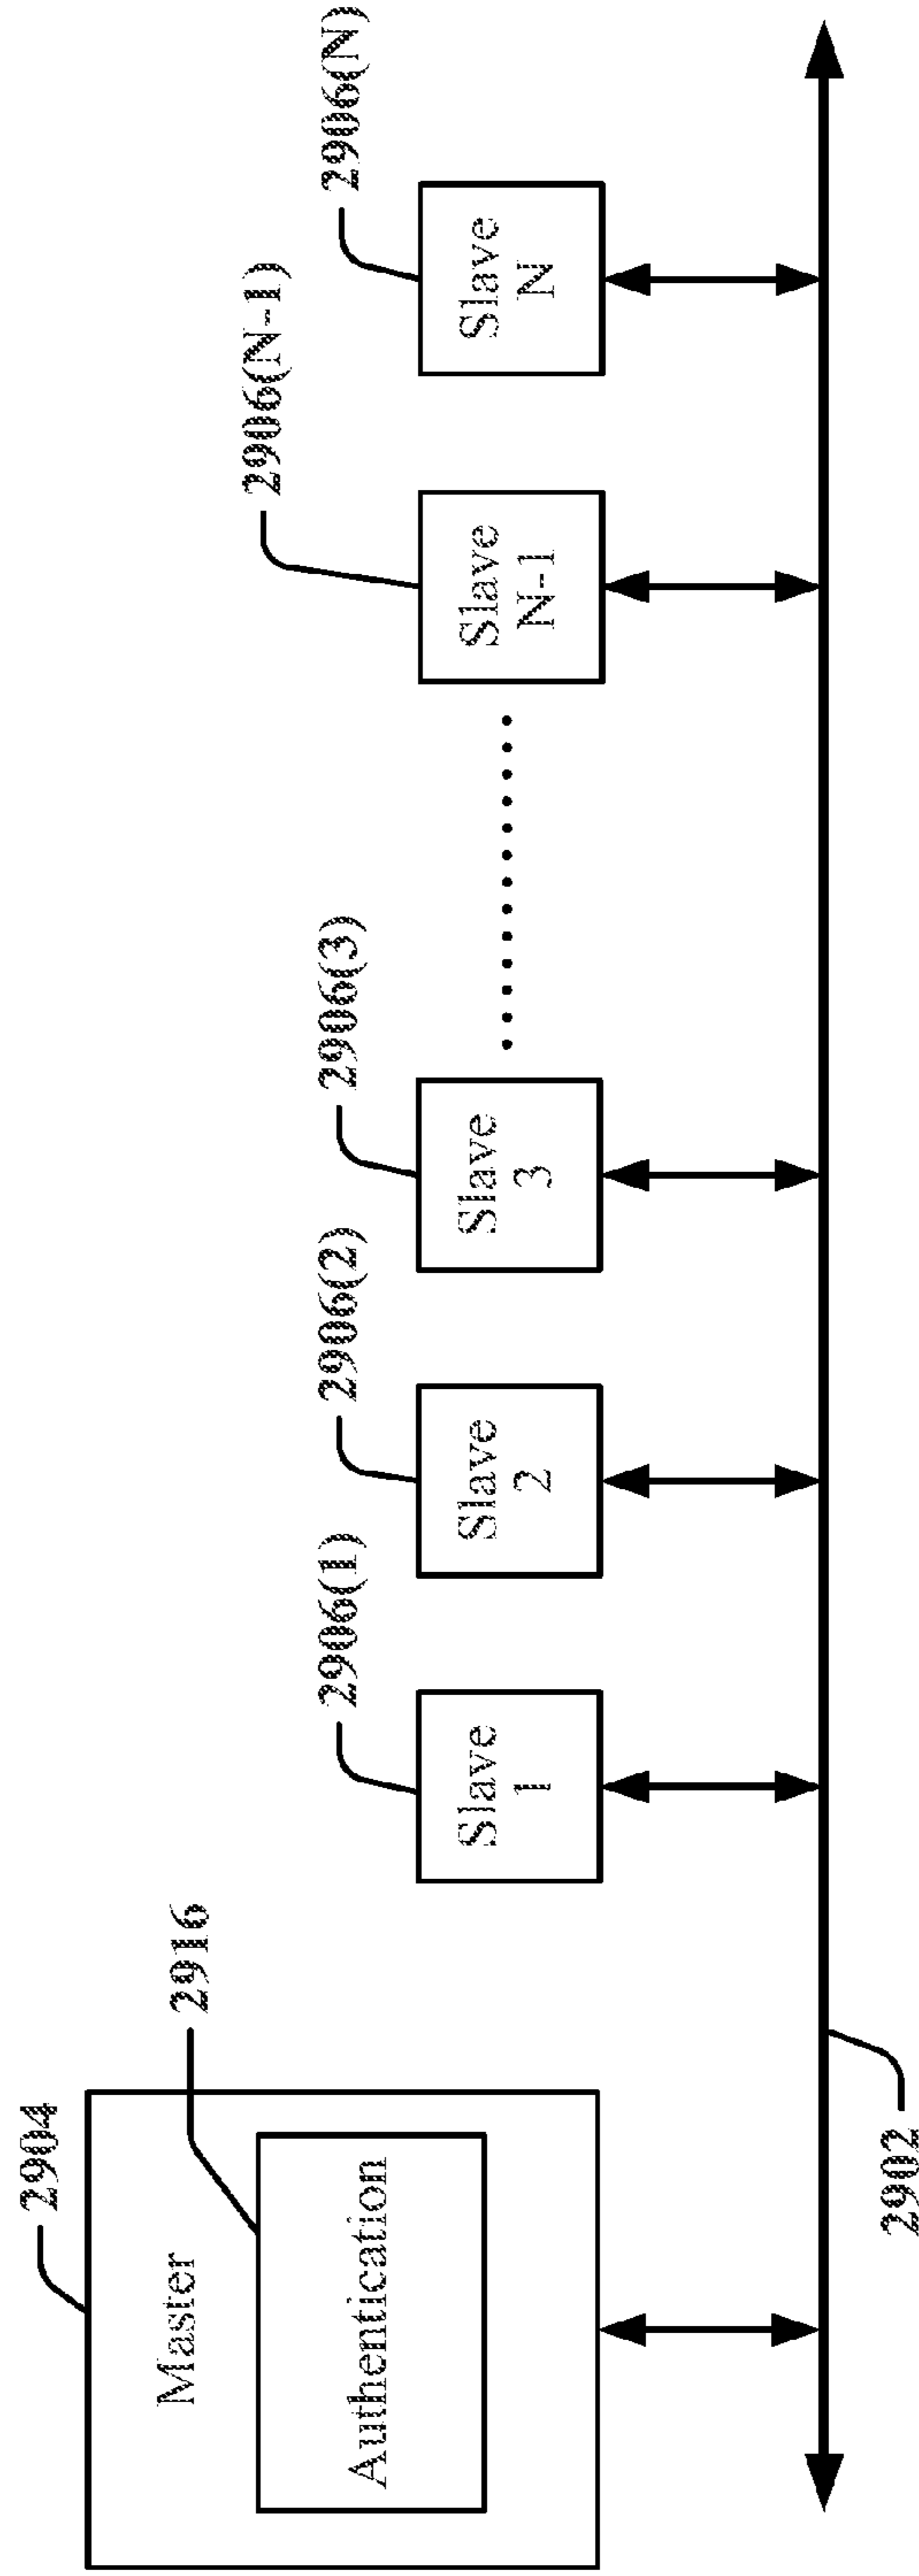 2904
Master
2916
Authentication
2906(1)
Slave
1
2906(2)
Slave
2
2906(3)
Slave
3
2906(N-1)
Slave
N-1
2906(N)
Slave
N
2902